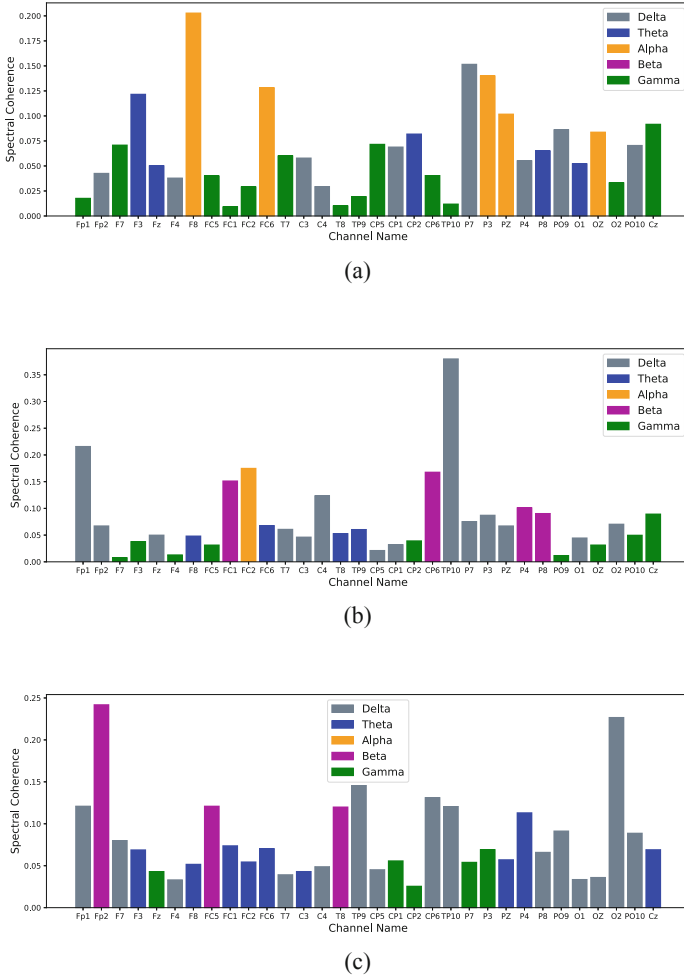 0.200
0.175
0.150
0.125
0.100
0.075
0.050
0.025
0.000
Spectral Coherence
Delta
Theta
Alpha
Beta
Gamma
Fp1 Fp2 F7 F3 Fz F4 F8 FC5 FC1 FC2 FC6 T7 C3 C4 T8 TP9 CP5 CP1 CP2 CP6 TP10 P7 P3 PZ P4 P8 PO9 O1 OZ O2 PO10 Cz
Channel Name
(a)
0.35
0.30
0.25
0.20
0.15
0.10
0.05
0.00
Spectral Coherence
Delta
Theta
Alpha
Beta
Gamma
Fp1 Fp2 F7 F3 Fz F4 F8 FC5 FC1 FC2 FC6 T7 C3 C4 T8 TP9 CP5 CP1 CP2 CP6 TP10 P7 P3 PZ P4 P8 PO9 O1 OZ O2 PO10 Cz
Channel Name
(b)
0.25
0.20
0.15
0.10
0.05
0.00
Spectral Coherence
Delta
Theta
Alpha
Beta
Gamma
Fp1 Fp2 F7 F3 Fz F4 F8 FC5 FC1 FC2 FC6 T7 C3 C4 T8 TP9 CP5 CP1 CP2 CP6 TP10 P7 P3 PZ P4 P8 PO9 O1 OZ O2 PO10 Cz
Channel Name
(c)